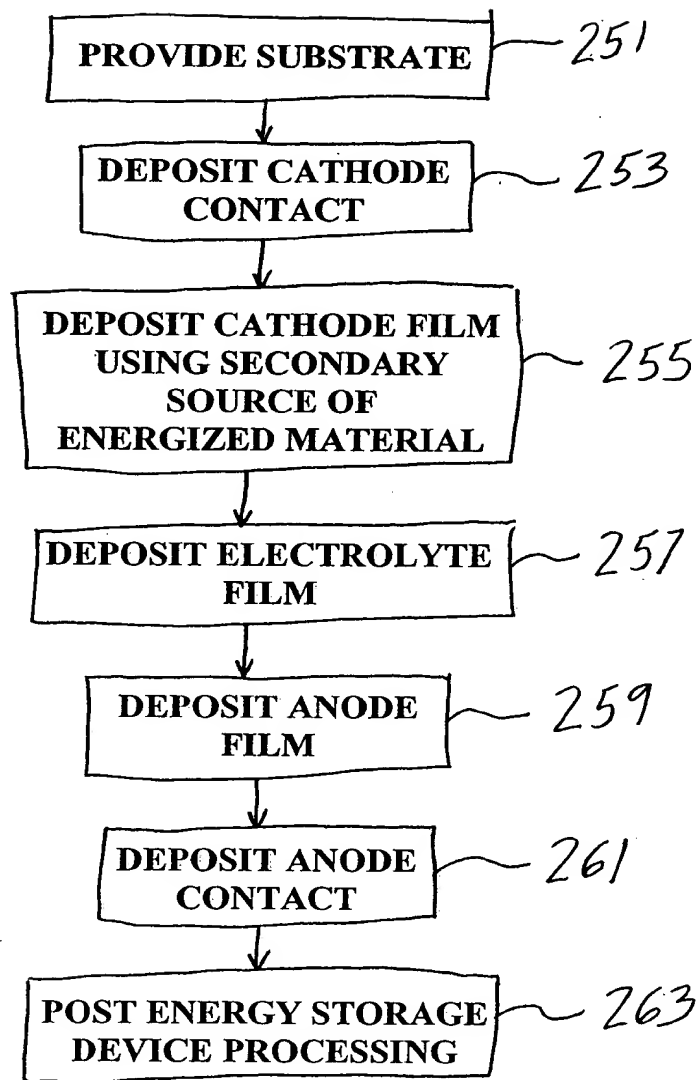 PROVIDE SUBSTRATE
251
DEPOSIT CATHODE
CONTACT
253
DEPOSIT CATHODE FILM
USING SECONDARY
SOURCE OF
ENERGIZED MATERIAL
255
DEPOSIT ELECTROLYTE
FILM
257
DEPOSIT ANODE
FILM
259
DEPOSIT ANODE
CONTACT
261
POST ENERGY STORAGE
DEVICE PROCESSING
263